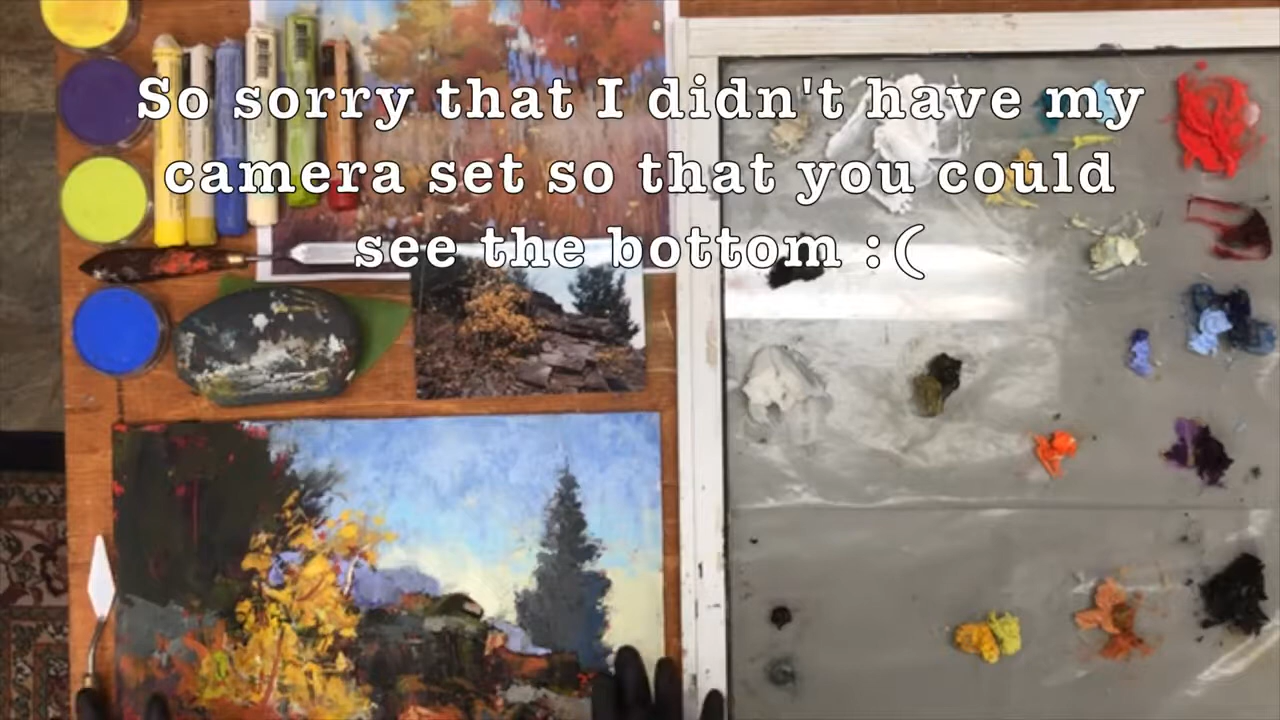 So sorry that I didn't have my
camera set so that you could
see the bottom :(